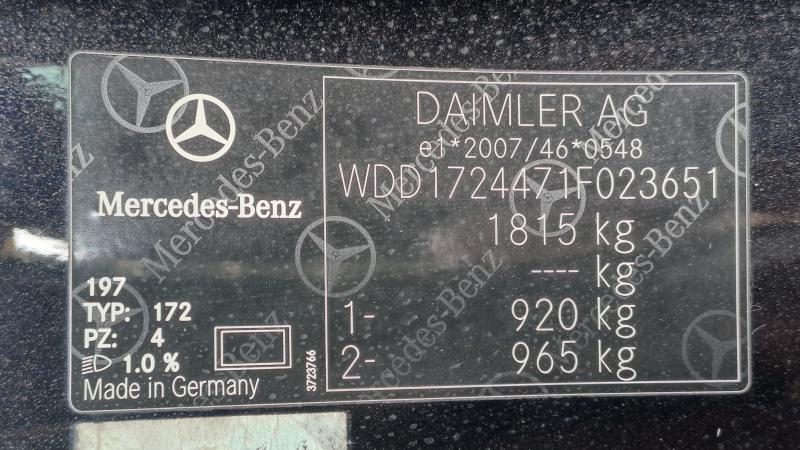 Mercedes-Benz
197
TYP: 172
PZ: 4
1.0 %
Made in Germany
3723766
DAIMLER AG
e1*2007/46*0548
WDD1724471F023651
1815 kg
---- kg
1- 920 kg
2- 965 kg